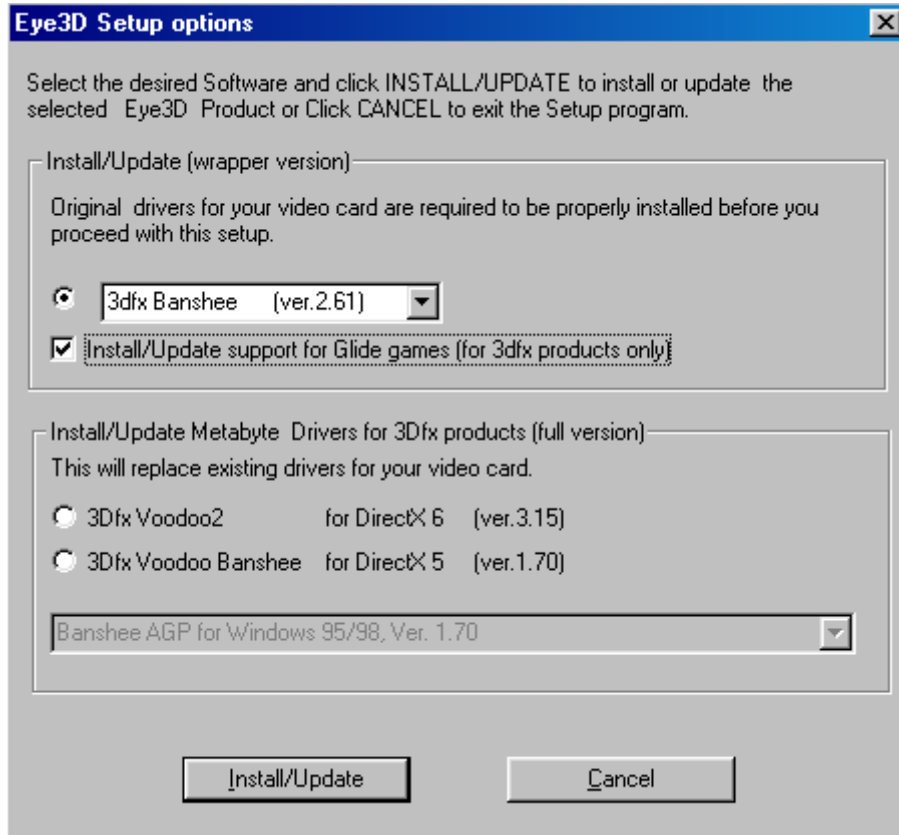 Eye3D Setup options
Select the desired Software and click INSTALL/UPDATE to install or update the
selected Eye3D Product or Click CANCEL to exit the Setup program.
Install/Update (wrapper version)
Original drivers for your video card are required to be properly installed before you
proceed with this setup.
3dfx Banshee (ver.2.61)
Install/Update support for Glide games (for 3dfx products only)
Install/Update Metabyte Drivers for 3Dfx products (full version)
This will replace existing drivers for your video card.
3Dfx Voodoo2 for DirectX 6 (ver.3.15)
3Dfx Voodoo Banshee for DirectX 5 (ver.1.70)
Banshee AGP for Windows 95/98, Ver. 1.70
Install/Update Cancel